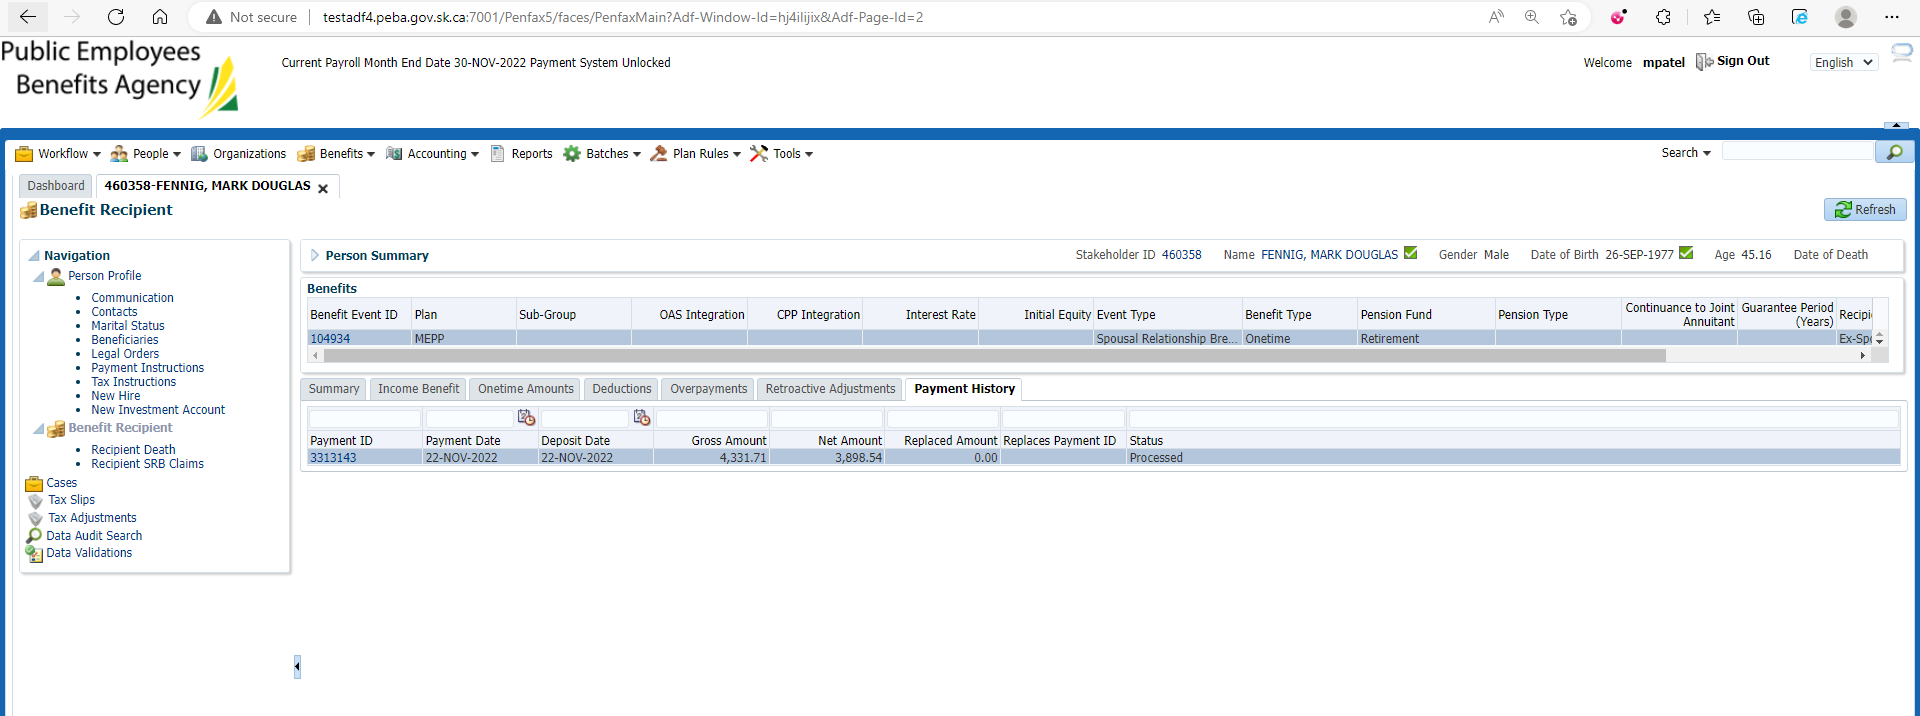 Not secure testadf4.peba.gov.sk.ca:7001/Penfax5/faces/PenfaxMain?Adf-Window-Id=hj4ilijix&Adf-Page-Id=2
Public Employees
Benefits Agency
Current Payroll Month End Date 30-NOV-2022 Payment System Unlocked
Welcome mpatel Sign Out English
Workflow People Organizations Benefits Accounting Reports Batches Plan Rules Tools Search
Dashboard 460358-FENNIG, MARK DOUGLAS
Benefit Recipient Refresh
Navigation
Person Profile
Communication
Contacts
Marital Status
Beneficiaries
Legal Orders
Payment Instructions
Tax Instructions
New Hire
New Investment Account
Benefit Recipient
Recipient Death
Recipient SRB Claims
Cases
Tax Slips
Tax Adjustments
Data Audit Search
Data Validations
Person Summary Stakeholder ID 460358 Name FENNIG, MARK DOUGLAS Gender Male Date of Birth 26-SEP-1977 Age 45.16 Date of Death
Benefits
Benefit Event ID Plan Sub-Group OAS Integration CPP Integration Interest Rate Initial Equity Event Type Benefit Type Pension Fund Pension Type Continuance to Joint Annuitant Guarantee Period (Years) Recipi
104934 MEPP Spousal Relationship Bre... Onetime Retirement Ex-Spo
Summary Income Benefit Onetime Amounts Deductions Overpayments Retroactive Adjustments Payment History
Payment ID Payment Date Deposit Date Gross Amount Net Amount Replaced Amount Replaces Payment ID Status
3313143 22-NOV-2022 22-NOV-2022 4,331.71 3,898.54 0.00 Processed